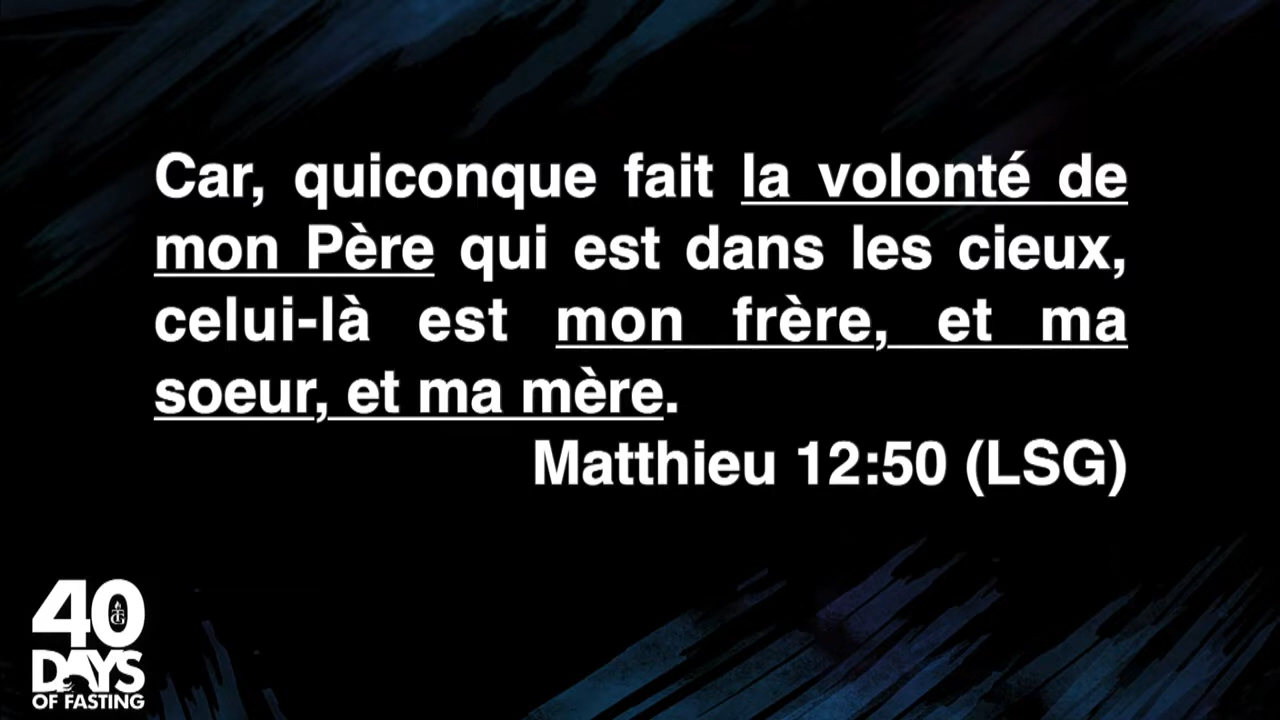 Car, quiconque fait la volonté de
mon Père qui est dans les cieux,
celui-là est mon frère, et ma
soeur, et ma mère.
Matthieu 12:50 (LSG)
40
DAYS
OF FASTING